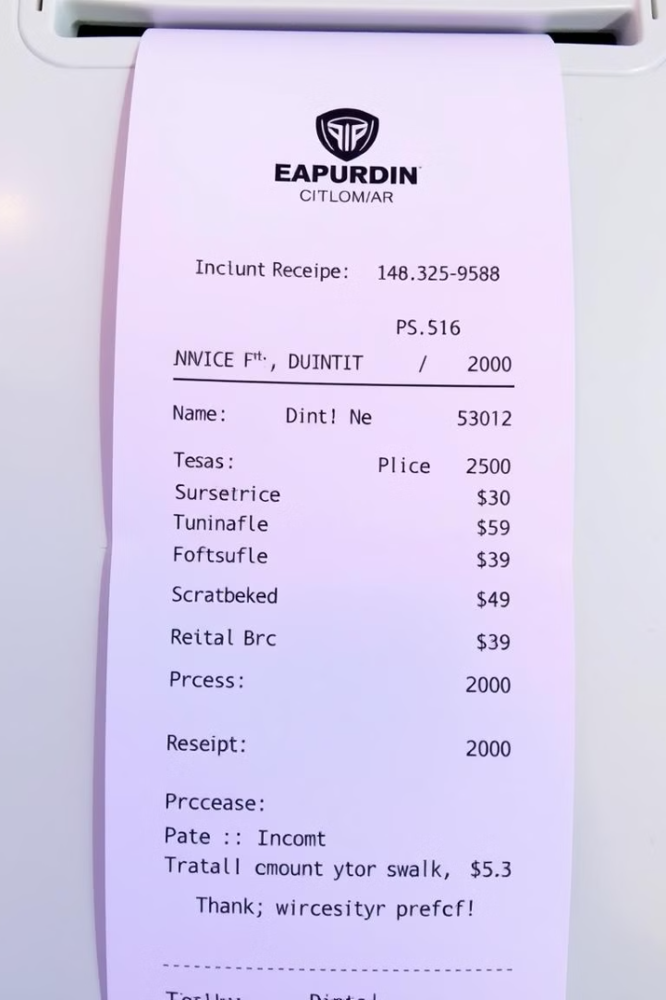 EAPURDIN
CITLOM/AR
Inclunt Receipe: 148.325-9588
PS.516
NNVICE Ftt., DUINTIT / 2000
Name: Dint! Ne 53012
Tesas: Plice 2500
Sursetrice $30
Tuninafle $59
Foftsufle $39
Scratbeked $49
Reital Brc $39
Prcess: 2000
Reseipt: 2000
Prccease:
Pate :: Incomt
Tratall cmount ytor swalk, $5.3
Thank; wircesityr prefcf!